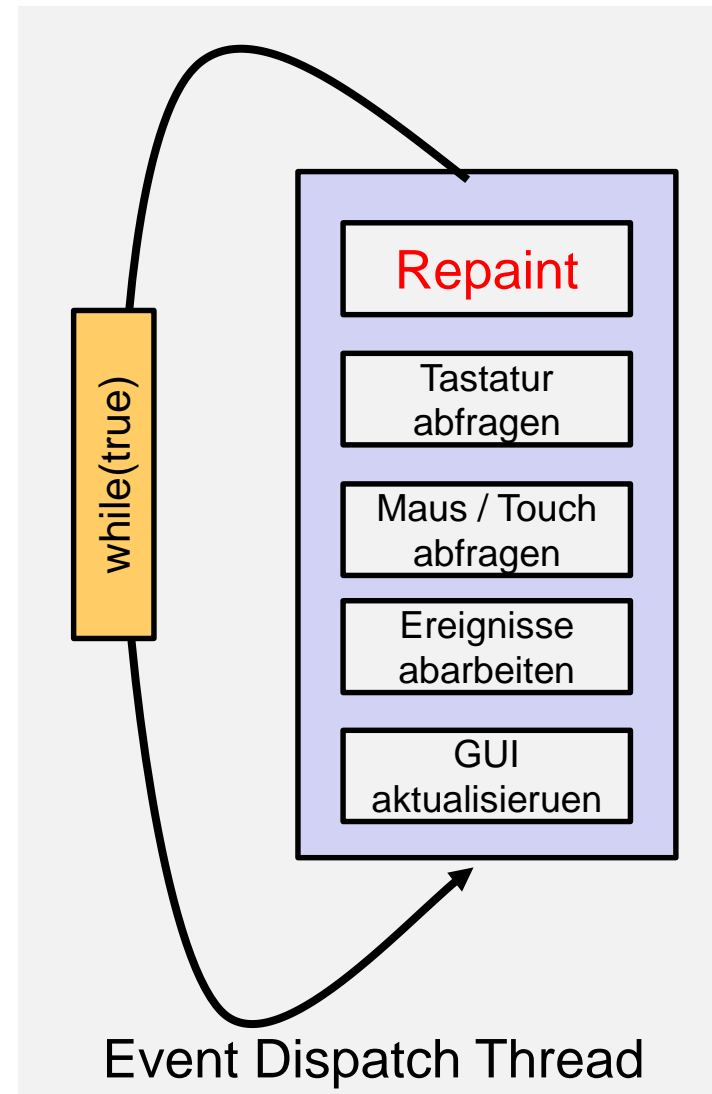 Repaint
Tastatur
abfragen
while(true)
Maus / Touch
abfragen
Ereignisse
abarbeiten
GUI
aktualisieruen
Event Dispatch Thread